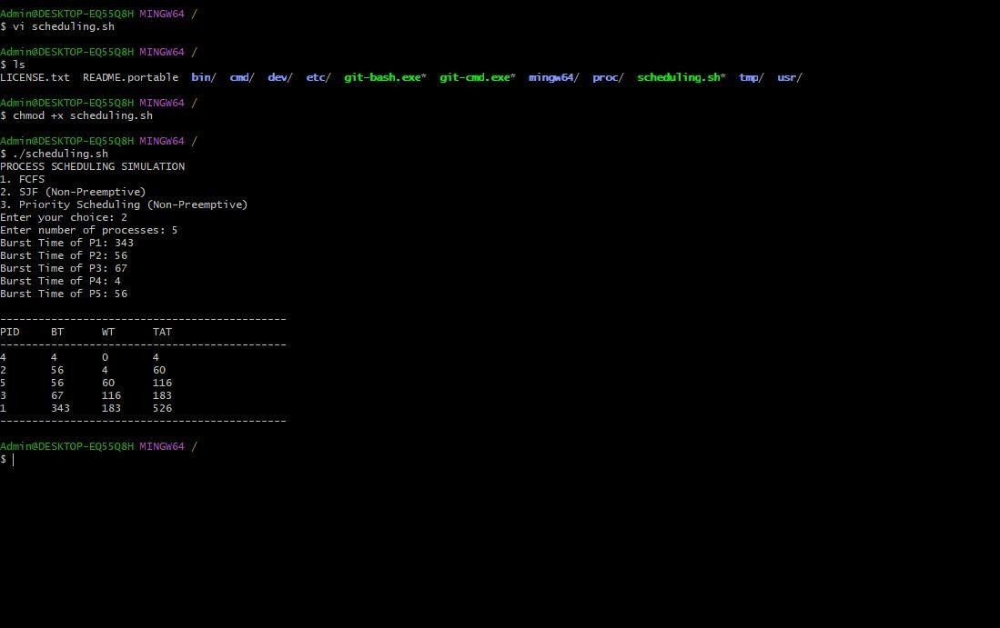 Admin@DESKTOP-EQ55Q8H MINGW64 /
$ vi scheduling.sh
Admin@DESKTOP-EQ55Q8H MINGW64 /
$ ls
LICENSE.txt  README.portable  bin/  cmd/  dev/  etc/  git-bash.exe*  git-cmd.exe*  mingw64/  proc/  scheduling.sh*  tmp/  usr/
Admin@DESKTOP-EQ55Q8H MINGW64 /
$ chmod +x scheduling.sh
Admin@DESKTOP-EQ55Q8H MINGW64 /
$ ./scheduling.sh
PROCESS SCHEDULING SIMULATION
1. FCFS
2. SJF (Non-Preemptive)
3. Priority Scheduling (Non-Preemptive)
Enter your choice: 2
Enter number of processes: 5
Burst Time of P1: 343
Burst Time of P2: 56
Burst Time of P3: 67
Burst Time of P4: 4
Burst Time of P5: 56
---------------------------------------------
PID     BT      WT      TAT
---------------------------------------------
4       4       0       4
2       56      4       60
5       56      60      116
3       67      116     183
1       343     183     526
---------------------------------------------
Admin@DESKTOP-EQ55Q8H MINGW64 /
$